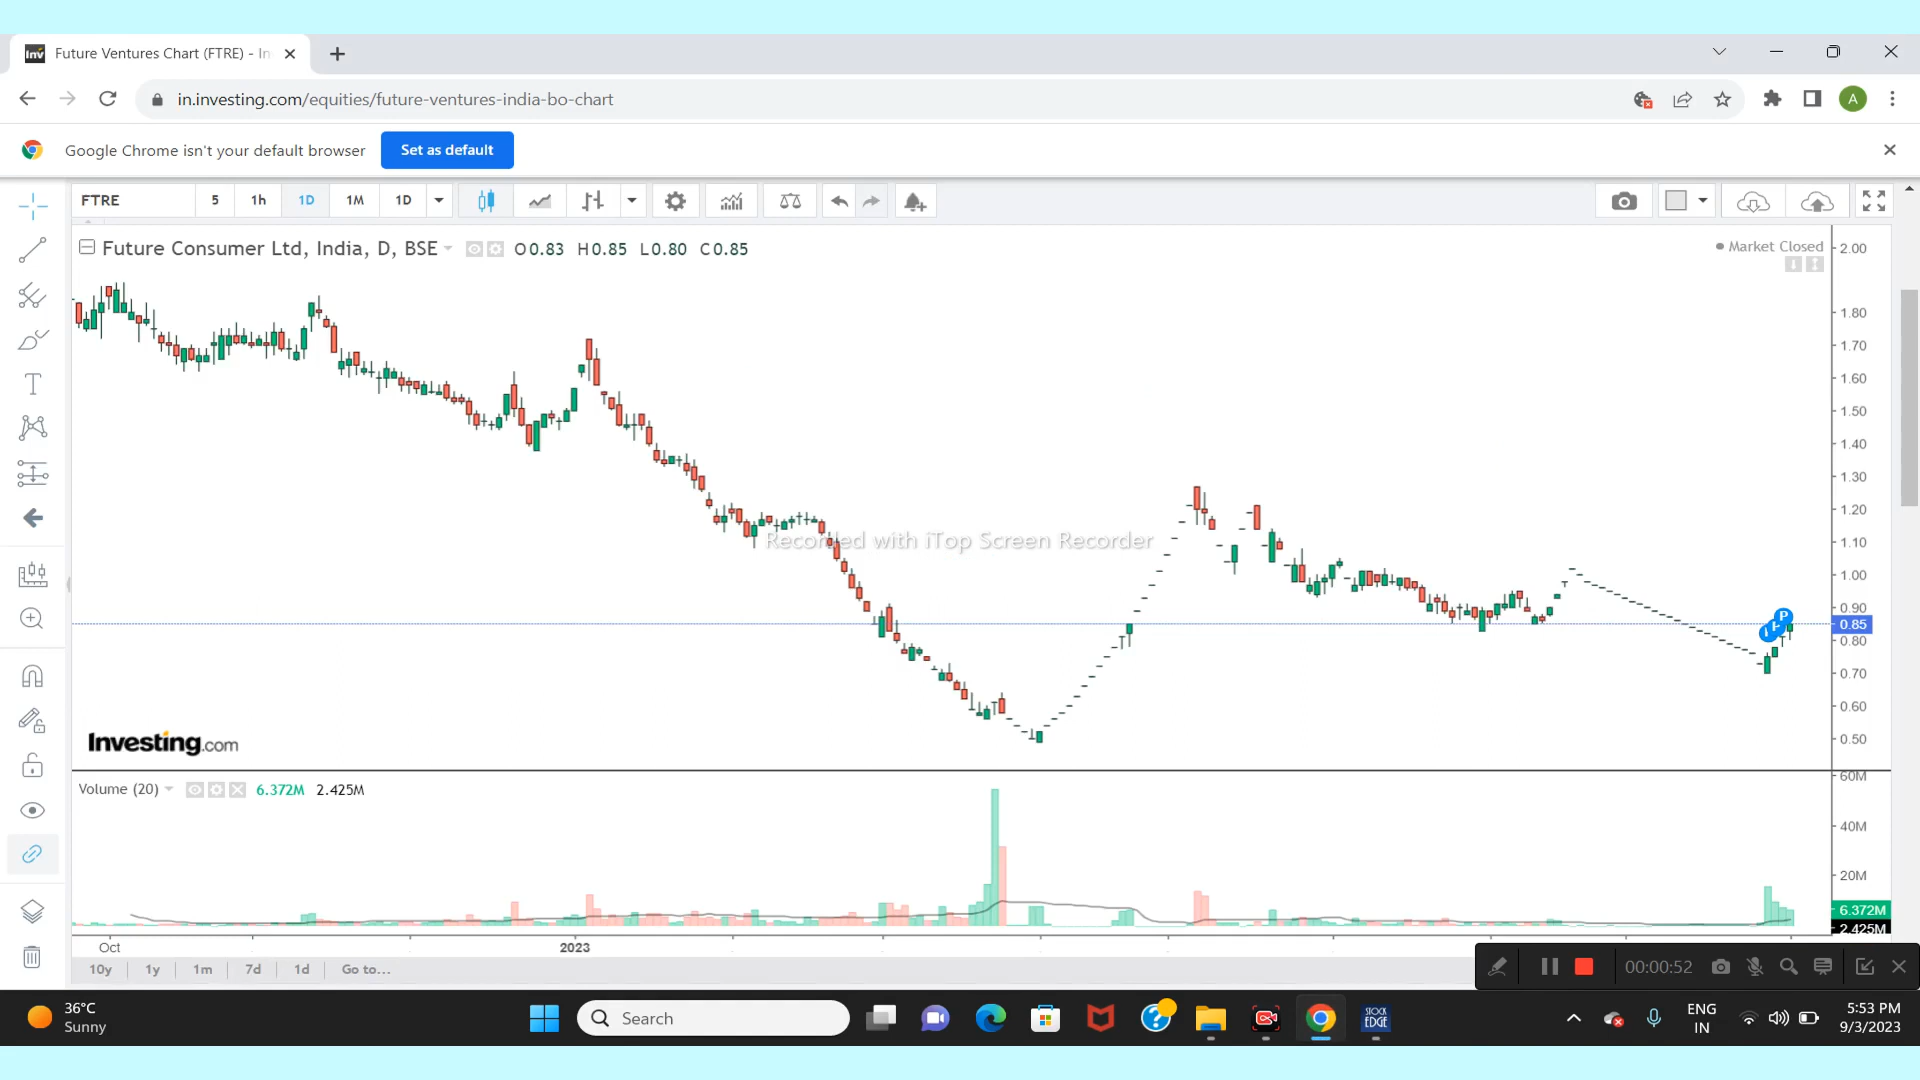 Future Ventures Chart (FTRE) - In
in.investing.com/equities/future-ventures-india-bo-chart
A
Google Chrome isn't your default browser
Set as default
FTRE
5
1h
1D
1M
1D
Future Consumer Ltd, India, D, BSE
O0.83 H0.85 L0.80 C0.85
Market Closed
2.00
1.80
1.70
1.60
1.50
1.40
1.30
1.20
1.10
1.00
0.90
0.85
0.80
0.70
0.60
0.50
Recorded with iTop Screen Recorder
P
P
Investing.com
Volume (20)
6.372M 2.425M
60M
40M
20M
6.372M
2.425M
Oct
2023
10y
1y
1m
7d
1d
Go to...
00:00:52
36°C
Sunny
Search
STOCK
EDGE
ENG
IN
5:53 PM
9/3/2023